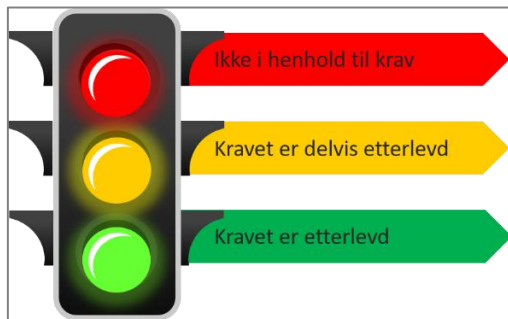 Ikke i henhold til krav
Kravet er delvis etterlevd
Kravet er etterlevd